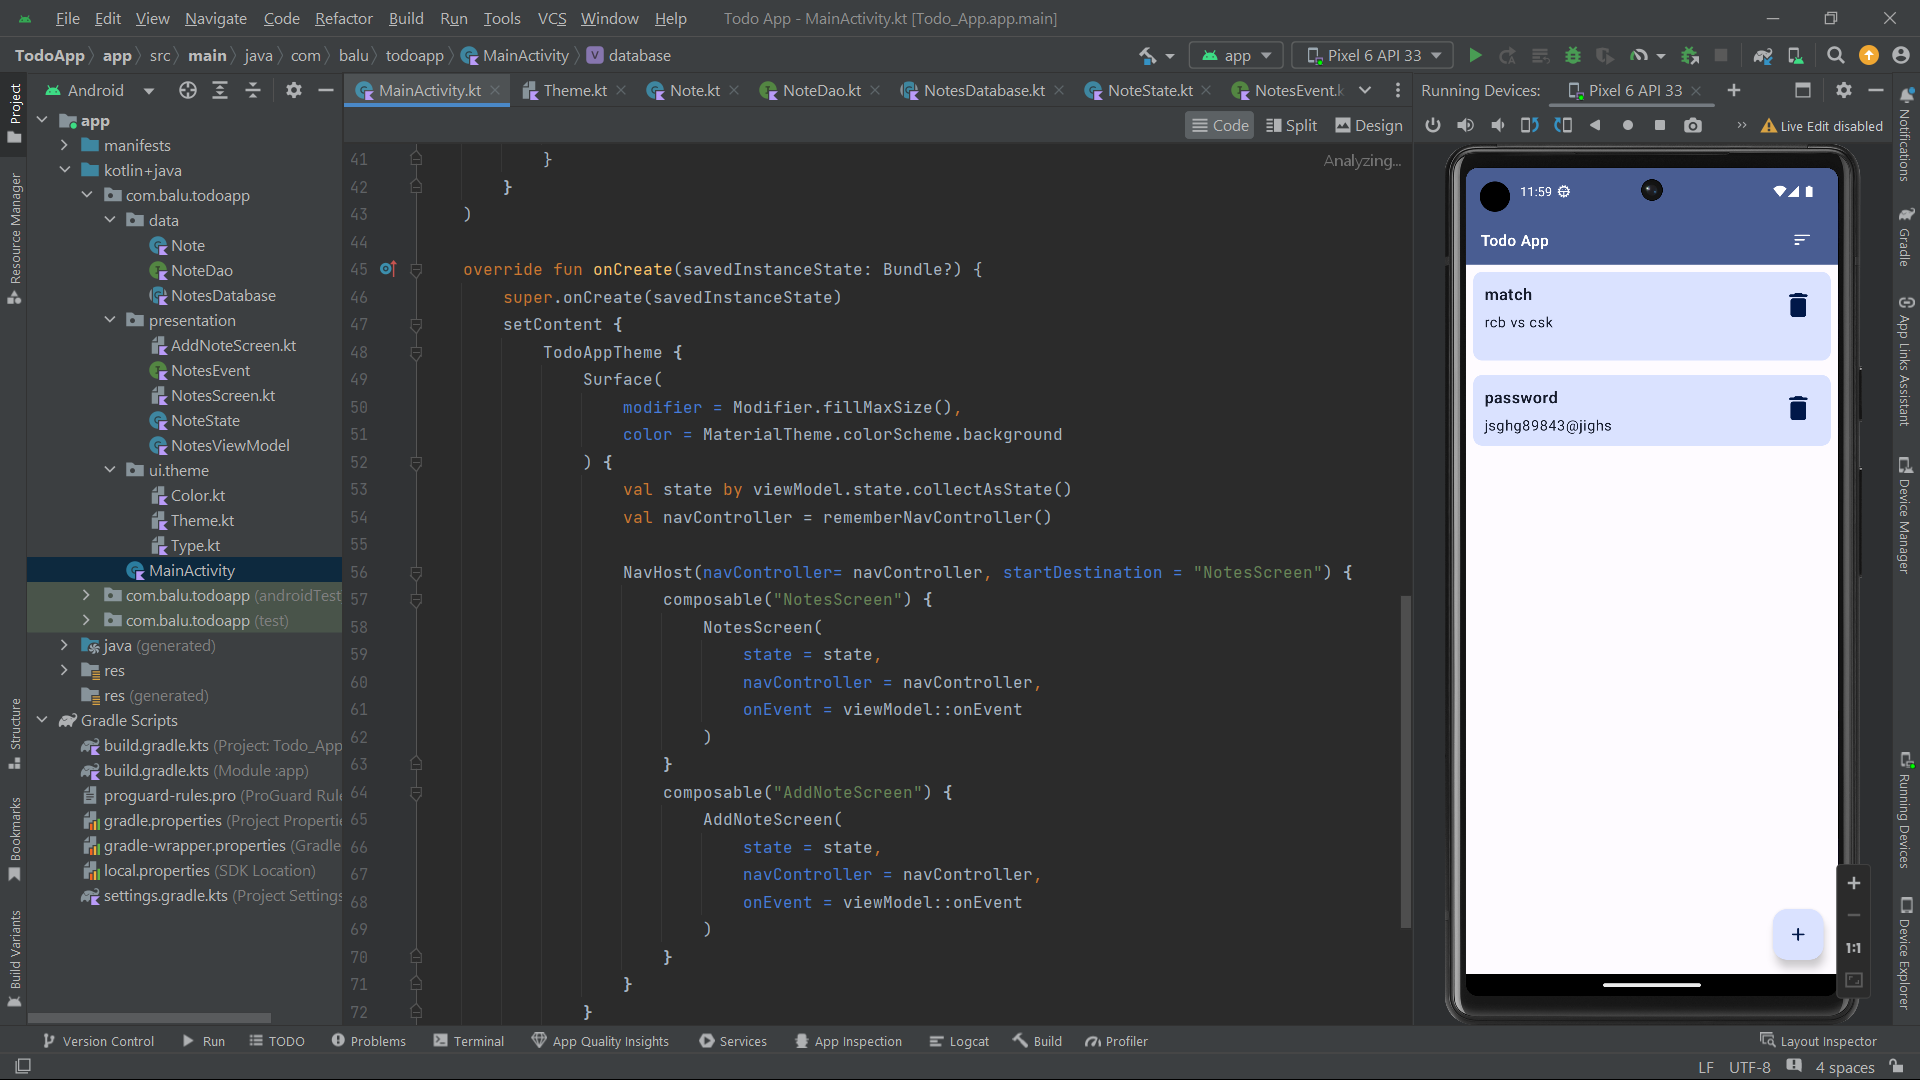 File Edit View Navigate Code Refactor Build Run Tools VCS Window Help Todo App - MainActivity.kt [Todo_App.app.main]
TodoApp app src main java com balu todoapp MainActivity V database app Pixel 6 API 33
Android
MainActivity.kt Theme.kt Note.kt NoteDao.kt NotesDatabase.kt NoteState.kt NotesEvent.k
Running Devices: Pixel 6 API 33
Code Split Design
Live Edit disabled
Project
Resource Manager
Structure
Bookmarks
Build Variants
app
manifests
kotlin+java
com.balu.todoapp
data
Note
NoteDao
NotesDatabase
presentation
AddNoteScreen.kt
NotesEvent
NotesScreen.kt
NoteState
NotesViewModel
ui.theme
Color.kt
Theme.kt
Type.kt
MainActivity
com.balu.todoapp (androidTest
com.balu.todoapp (test)
java (generated)
res
res (generated)
Gradle Scripts
build.gradle.kts (Project: Todo_App
build.gradle.kts (Module :app)
proguard-rules.pro (ProGuard Rule
gradle.properties (Project Propertie
gradle-wrapper.properties (Gradle
local.properties (SDK Location)
settings.gradle.kts (Project Settings
Analyzing...
41 }
42 }
43 )
44
45 override fun onCreate(savedInstanceState: Bundle?) {
46 super.onCreate(savedInstanceState)
47 setContent {
48 TodoAppTheme {
49 Surface(
50 modifier = Modifier.fillMaxSize(),
51 color = MaterialTheme.colorScheme.background
52 ) {
53 val state by viewModel.state.collectAsState()
54 val navController = rememberNavController()
55
56 NavHost(navController= navController, startDestination = "NotesScreen") {
57 composable("NotesScreen") {
58 NotesScreen(
59 state = state,
60 navController = navController,
61 onEvent = viewModel::onEvent
62 )
63 }
64 composable("AddNoteScreen") {
65 AddNoteScreen(
66 state = state,
67 navController = navController,
68 onEvent = viewModel::onEvent
69 )
70 }
71 }
72 }
11:59
Todo App
match
rcb vs csk
password
jsghg89843@jighs
+
1:1
Notifications
Gradle
App Links Assistant
Device Manager
Running Devices
Device Explorer
Version Control Run TODO Problems Terminal App Quality Insights Services App Inspection Logcat Build Profiler Layout Inspector
LF UTF-8 4 spaces